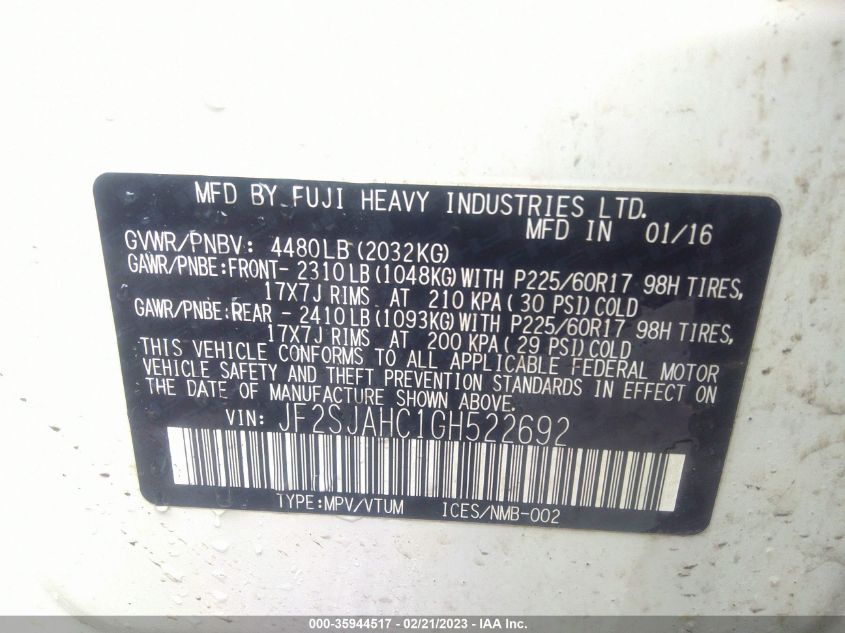 MFD BY FUJI HEAVY INDUSTRIES LTD.
MFD IN 01/16
GVWR/PNBV: 4480LB (2032KG)
GAWR/PNBE:FRONT- 2310LB(1048KG)WITH P225/60R17 98H TIRES,
17X7J RIMS AT 210 KPA( 30 PSI)COLD
GAWR/PNBE:REAR - 2410LB(1093KG)WITH P225/60R17 98H TIRES,
17X7J RIMS AT 200 KPA( 29 PSI)COLD
THIS VEHICLE CONFORMS TO ALL APPLICABLE FEDERAL MOTOR
VEHICLE SAFETY AND THEFT PREVENTION STANDARDS IN EFFECT ON
THE DATE OF MANUFACTURE SHOWN ABOVE.
VIN: JF2SJAHC1GH522692
TYPE:MPV/VTUM ICES/NMB-002
000-35944517 - 02/21/2023 - IAA Inc.